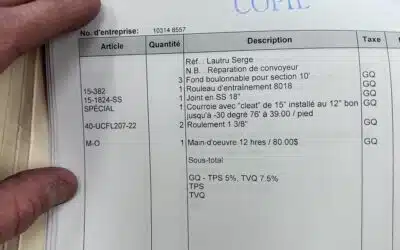 COPIE
No. d'entreprise: 10314 8557
Article Quantité Description Taxe
Réf. : Lautru Serge
N.B. : Réparation de convoyeur
3 Fond boulonnable pour section 10' GQ
15-382 1 Rouleau d'entraînement 8018 GQ
15-1824-SS 1 Joint en SS 18" GQ
SPÉCIAL 1 Courroie avec "cleat" de 15" installé au 12" bon GQ
jusqu'à -30 degré 76' à 39.00 / pied
40-UCFL207-22 2 Roulement 1 3/8" GQ
M-O 1 Main-d'oeuvre 12 hres / 80.00$ GQ
Sous-total
GQ - TPS 5%, TVQ 7.5%
TPS
TVQ